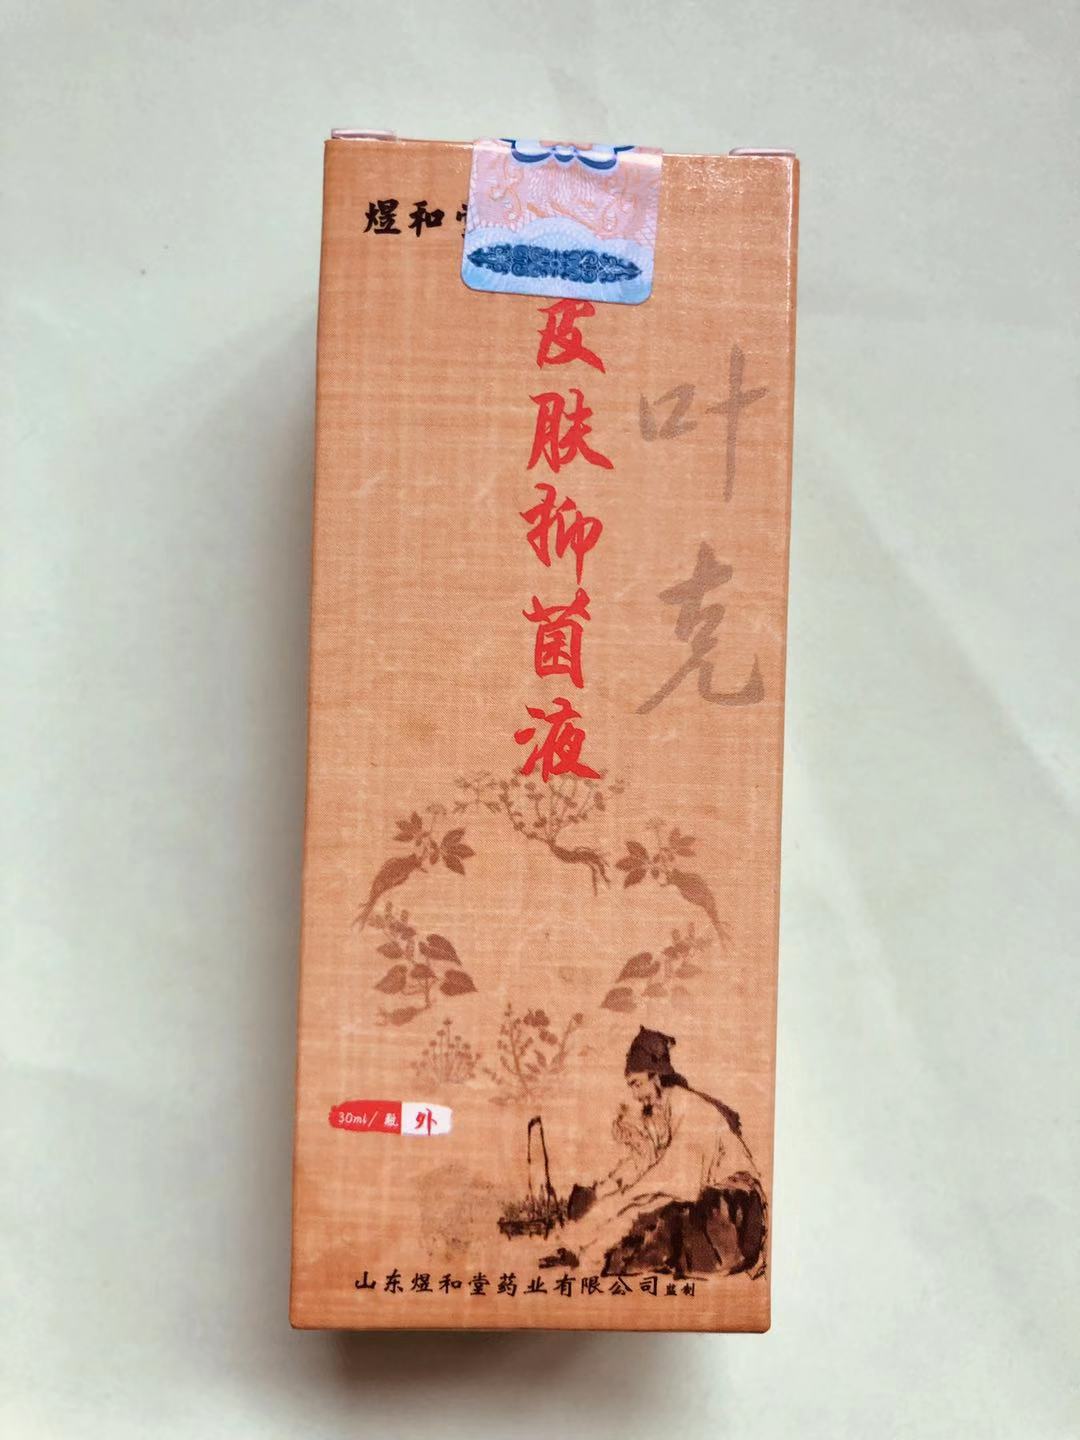 煜和堂
皮肤抑菌液
叶克
30ml/瓶 外
山东煜和堂药业有限公司监制